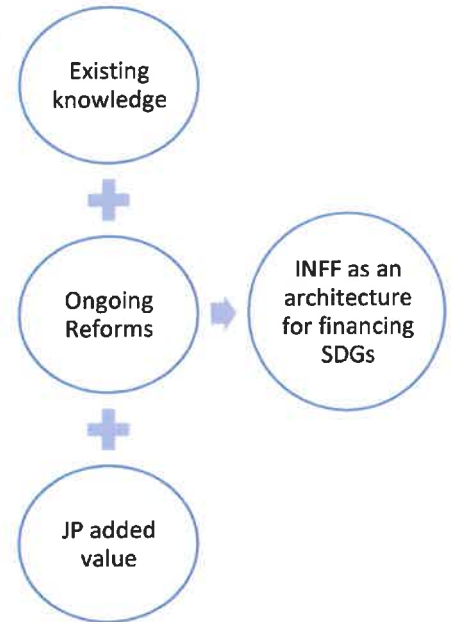 Existing
knowledge
Ongoing
Reforms
INFF as an
architecture
for financing
SDGs
JP added
value